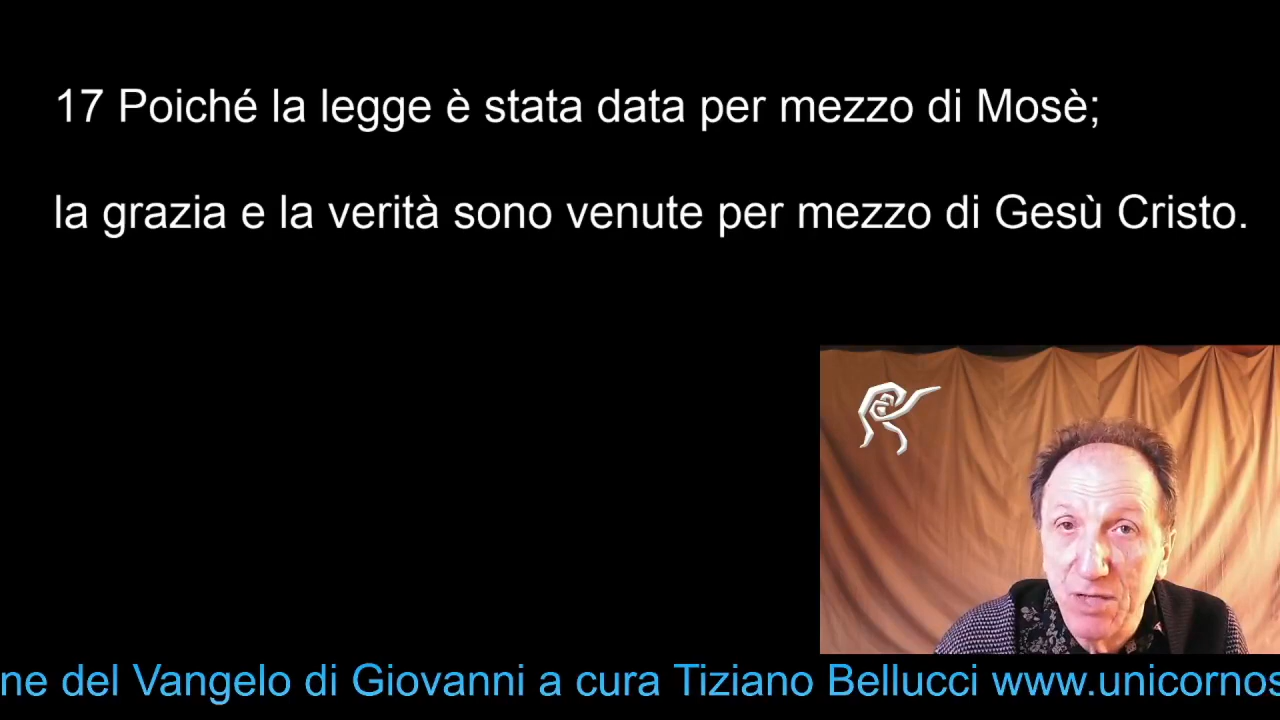 17 Poiché la legge è stata data per mezzo di Mosè;
la grazia e la verità sono venute per mezzo di Gesù Cristo.
ne del Vangelo di Giovanni a cura Tiziano Bellucci www.unicornos